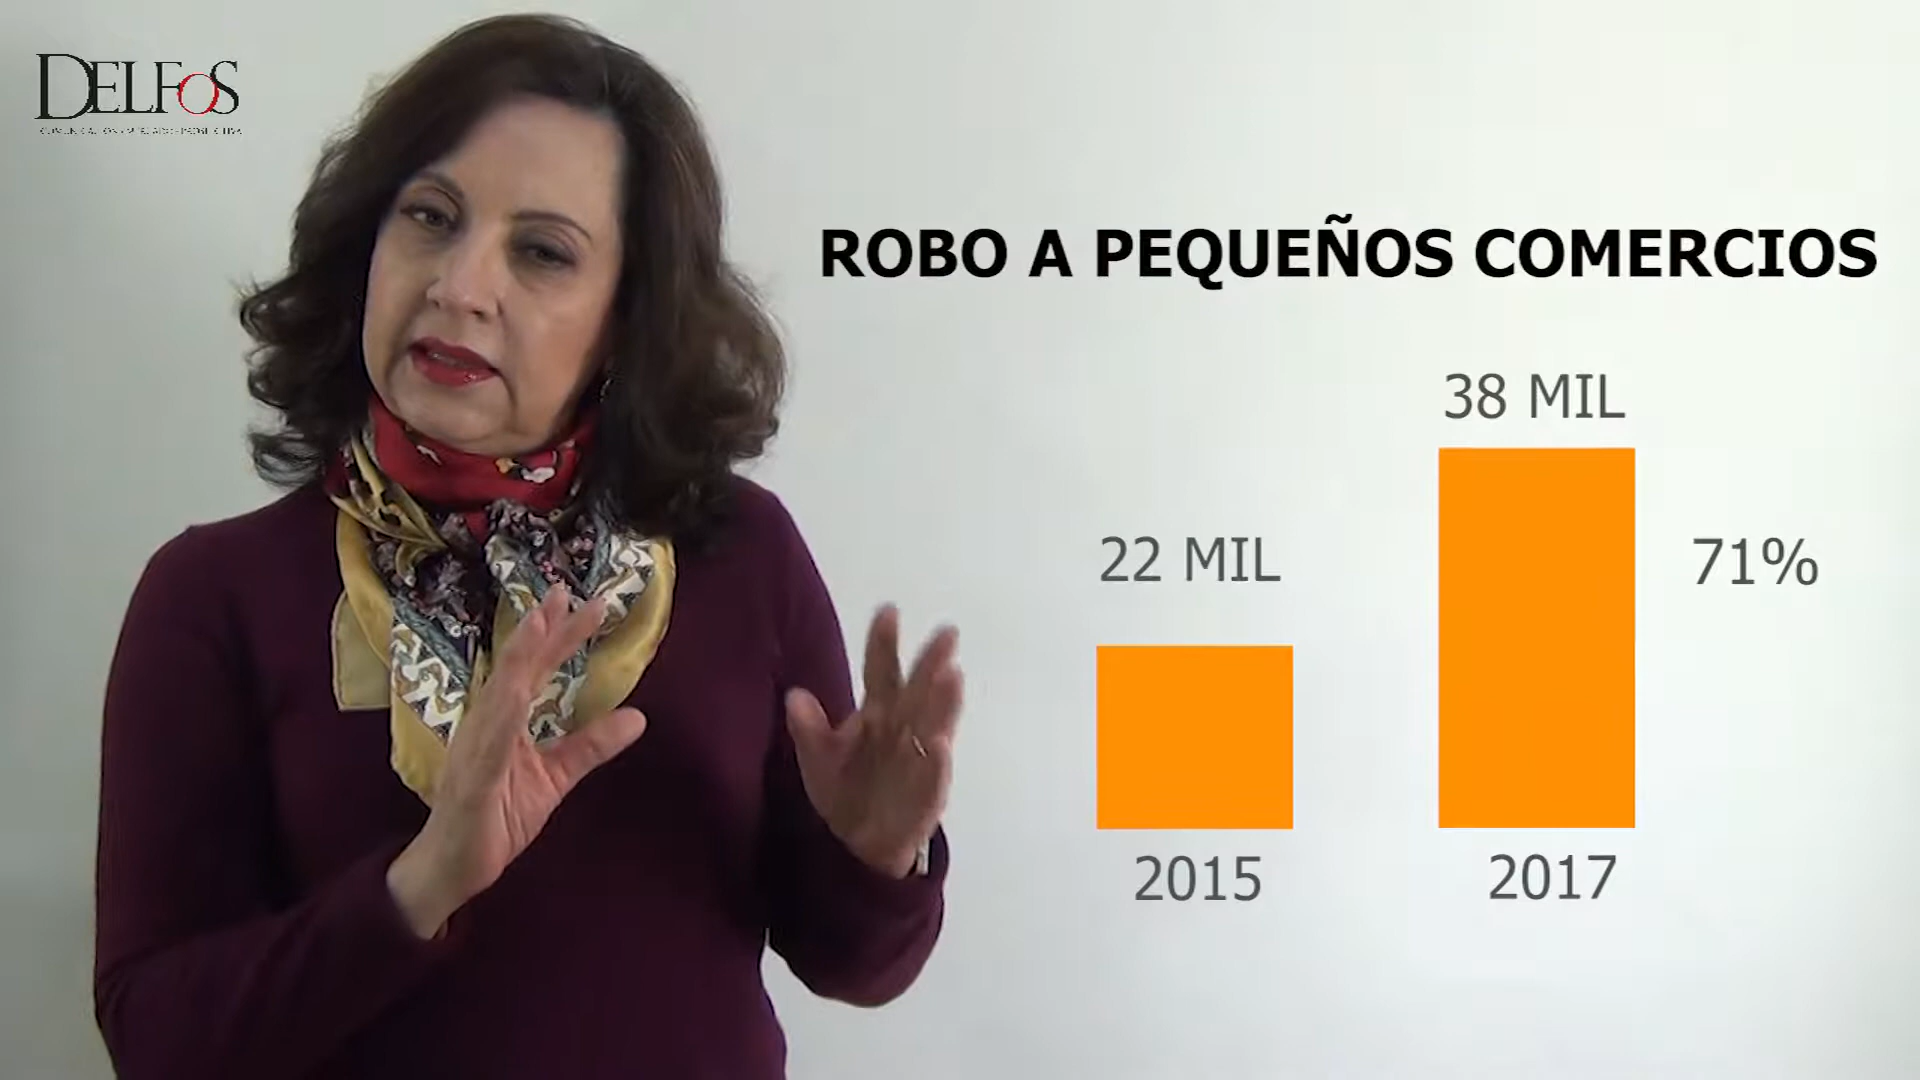 DELFOS
ROBO A PEQUEÑOS COMERCIOS
38 MIL
22 MIL
71%
2015
2017